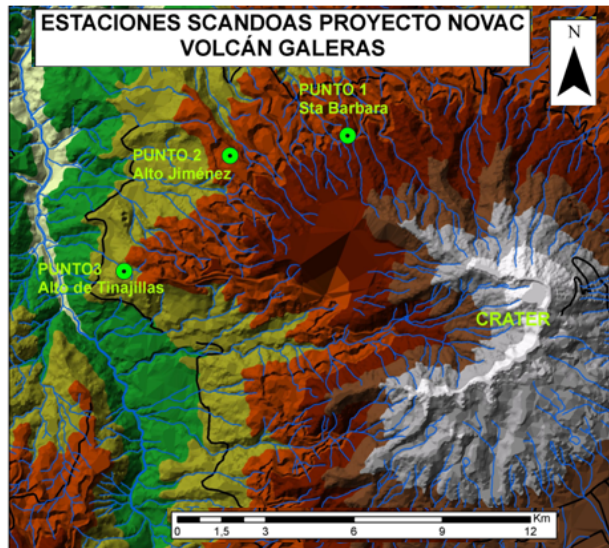 ESTACIONES SCANDOAS PROYECTO NOVAC
VOLCÁN GALERAS
N
PUNTO 1
Sta Barbara
PUNTO 2
Alto Jiménez
PUNTO3
Alto de Tinajillas
CRATER
Km
0 1,5 3 6 9 12